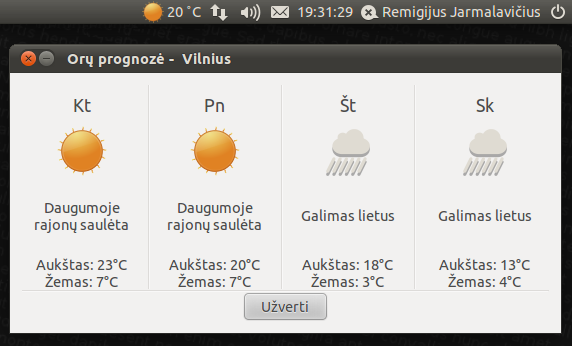 20 °C 19:31:29 Remigijus Jarmalavičius
Orų prognozė - Vilnius
Kt Pn Št Sk
Daugumoje Daugumoje
rajonų saulėta rajonų saulėta Galimas lietus Galimas lietus
Aukštas: 23°C Aukštas: 20°C Aukštas: 18°C Aukštas: 13°C
Žemas: 7°C Žemas: 7°C Žemas: 3°C Žemas: 4°C
Užverti